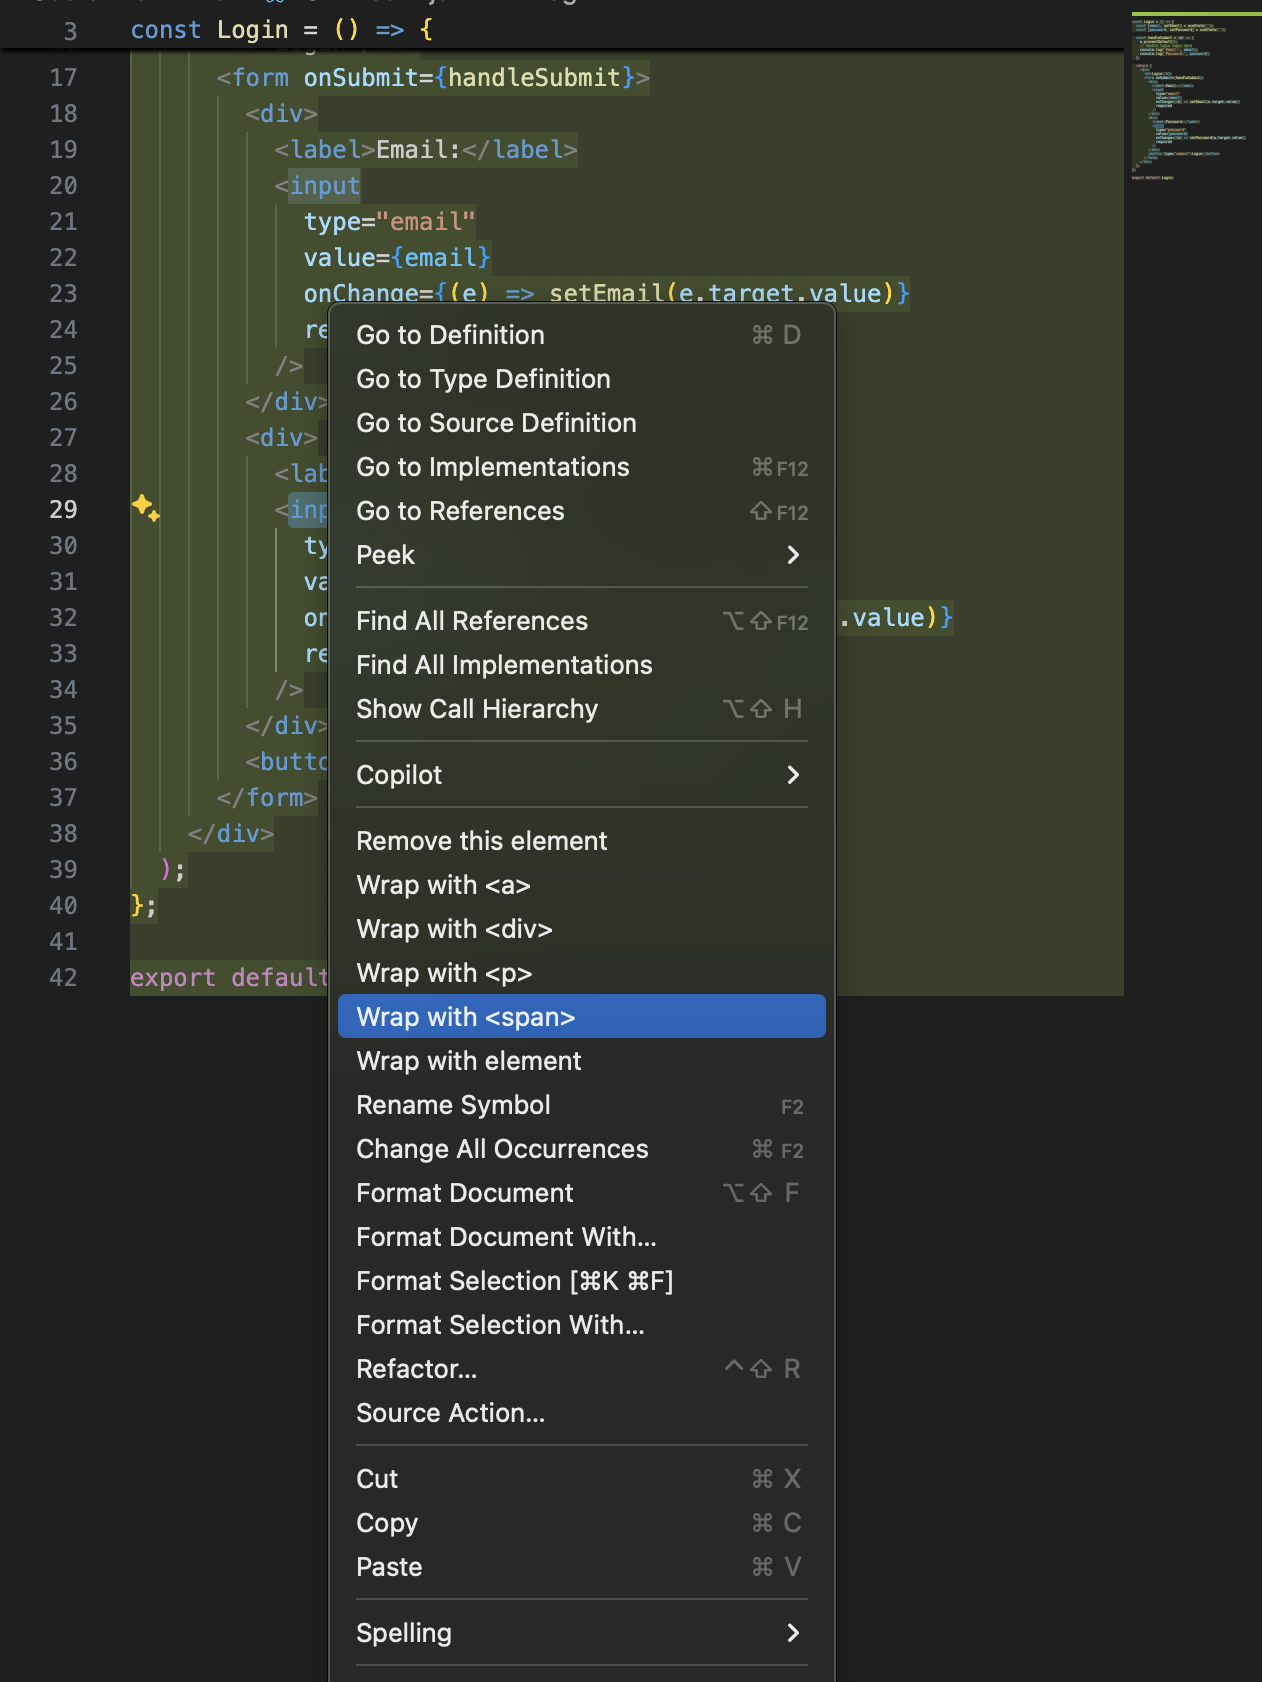 3 const Login = () => {
17 <form onSubmit={handleSubmit}>
18 <div>
19 <label>Email:</label>
20 <input
21 type="email"
22 value={email}
23 onChange={(e) => setEmail(e.target.value)}
24 re
25 />
26 </div>
27 <div>
28 <lab
29 <inp
30 ty
31 va
32 on .value)}
33 re
34 />
35 </div>
36 <butto
37 </form>
38 </div>
39 );
40 };
41
42 export default
Go to Definition ⌘ D
Go to Type Definition
Go to Source Definition
Go to Implementations ⌘F12
Go to References ⇧F12
Peek >
Find All References ⌥⇧F12
Find All Implementations
Show Call Hierarchy ⌥⇧ H
Copilot >
Remove this element
Wrap with <a>
Wrap with <div>
Wrap with <p>
Wrap with <span>
Wrap with element
Rename Symbol F2
Change All Occurrences ⌘ F2
Format Document ⌥⇧ F
Format Document With...
Format Selection [⌘K ⌘F]
Format Selection With...
Refactor... ^⇧ R
Source Action...
Cut ⌘ X
Copy ⌘ C
Paste ⌘ V
Spelling >